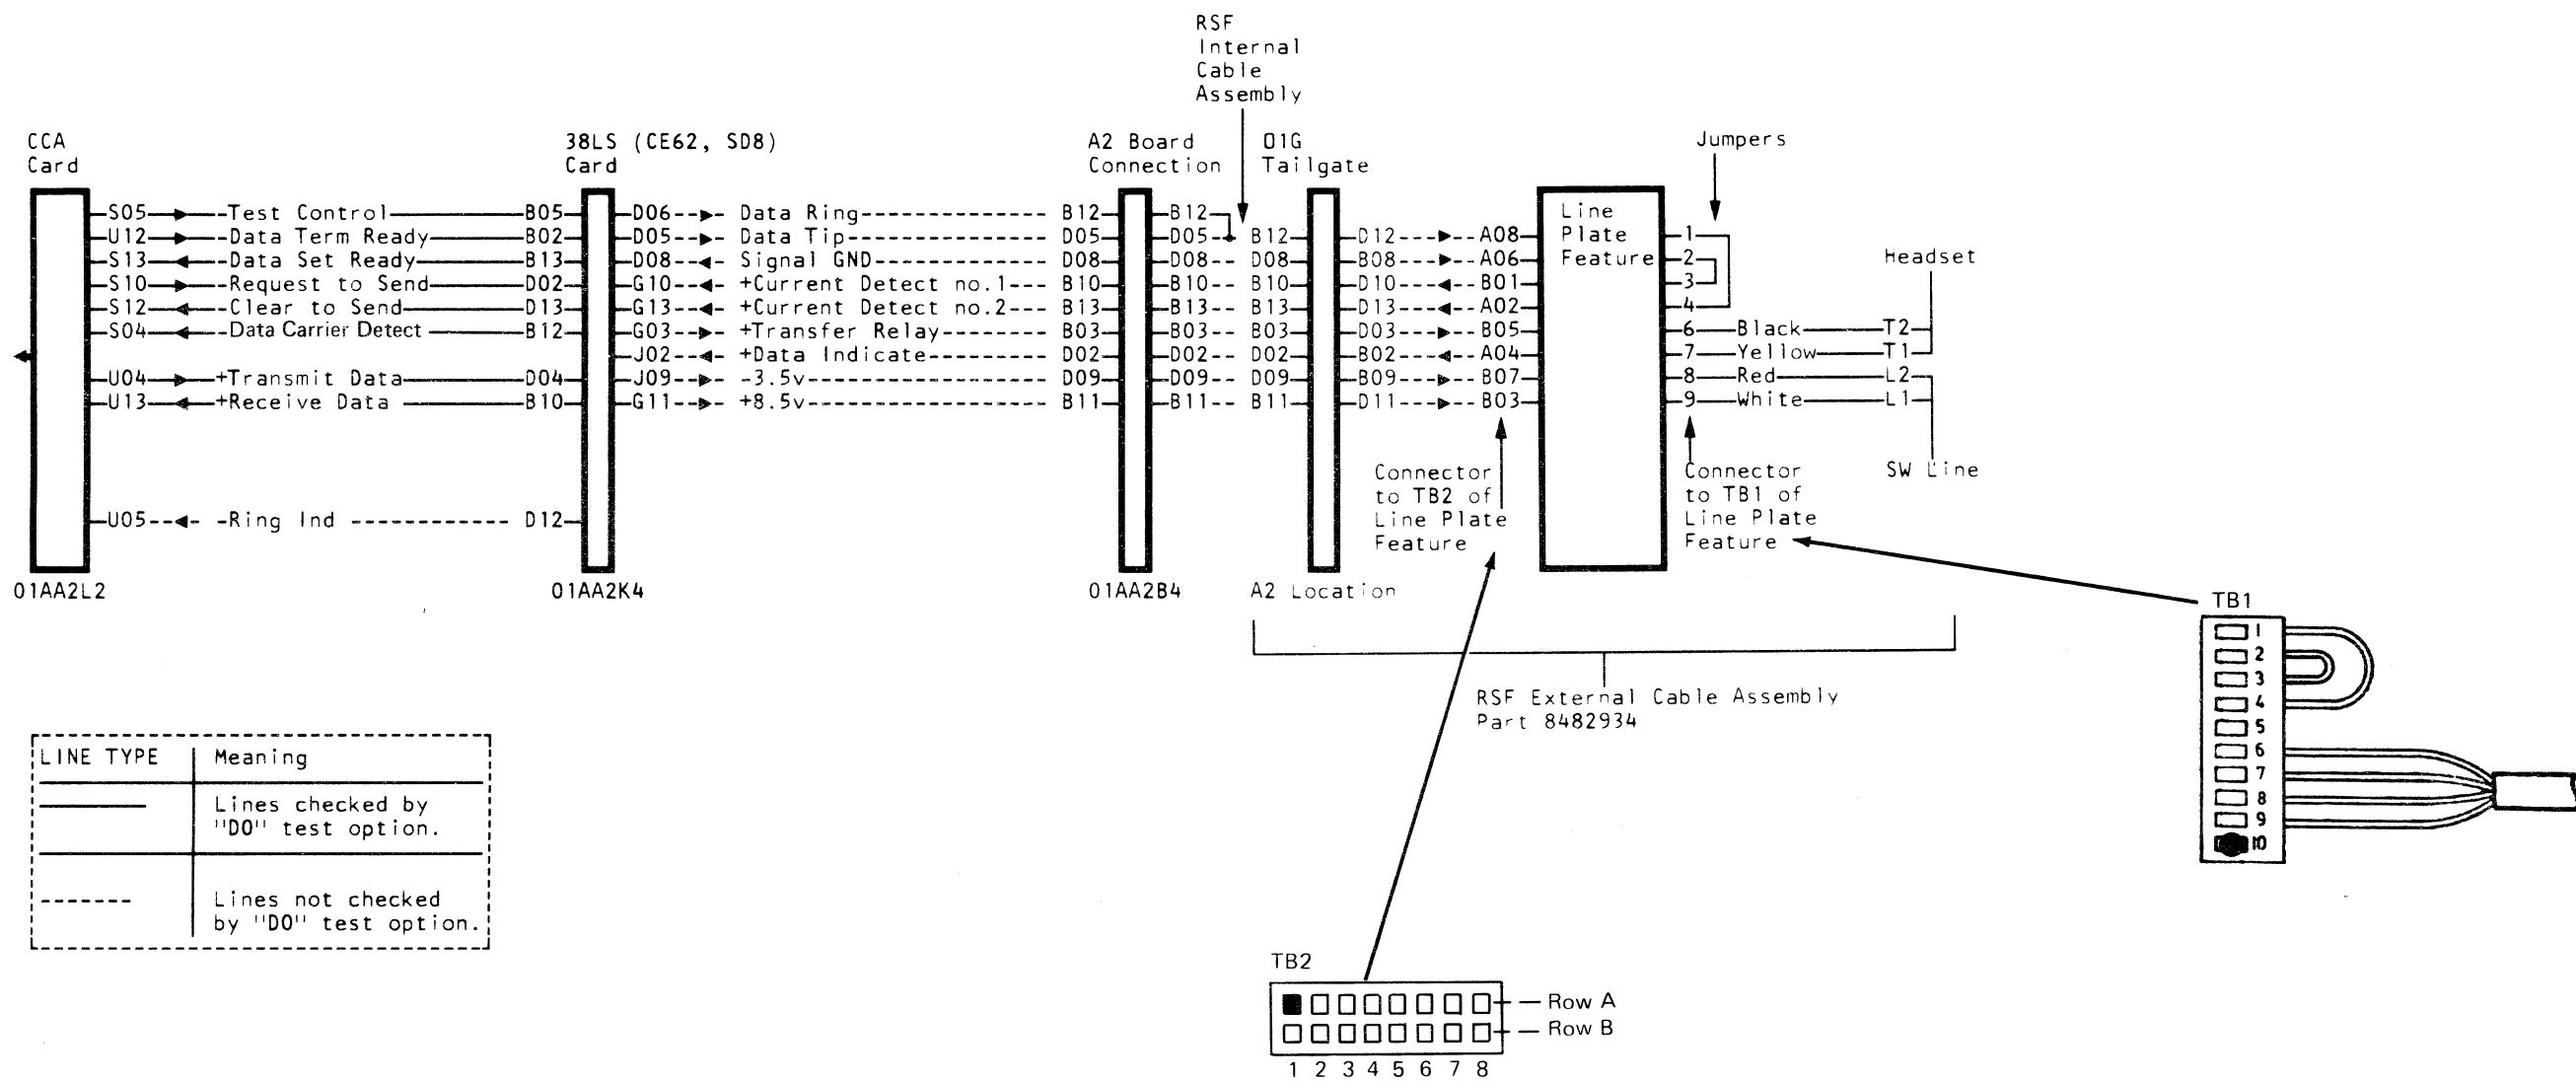 RSF
Internal
Cable
Assembly
CCA
Card
38LS (CE62, SD8)
Card
A2 Board
Connection
01G
Tailgate
Jumpers
S05 -Test Control B05 D06 Data Ring B12 B12
U12 -Data Term Ready B02 D05 Data Tip D05 D05 B12 D12 A08 1
S13 -Data Set Ready B13 D08 Signal GND D08 D08 D08 B08 A06 2
S10 -Request to Send D02 G10 +Current Detect no.1 B10 B10 B10 D10 B01 3
S12 -Clear to Send D13 G13 +Current Detect no.2 B13 B13 B13 D13 A02 4
S04 -Data Carrier Detect B12 G03 +Transfer Relay B03 B03 B03 D03 B05 6 Black T2
J02 +Data Indicate D02 D02 D02 B02 A04 7 Yellow T1
U04 +Transmit Data D04 J09 -3.5v D09 D09 D09 B09 B07 8 Red L2
U13 +Receive Data B10 G11 +8.5v B11 B11 B11 D11 B03 9 White L1
U05 -Ring Ind D12
Line
Plate
Feature
Headset
SW Line
Connector
to TB2 of
Line Plate
Feature
Connector
to TB1 of
Line Plate
Feature
01AA2L2
01AA2K4
01AA2B4
A2 Location
RSF External Cable Assembly
Part 8482934
TB1
1
2
3
4
5
6
7
8
9
10
LINE TYPE Meaning
Lines checked by
"DO" test option.
Lines not checked
by "DO" test option.
TB2
Row A
Row B
1 2 3 4 5 6 7 8